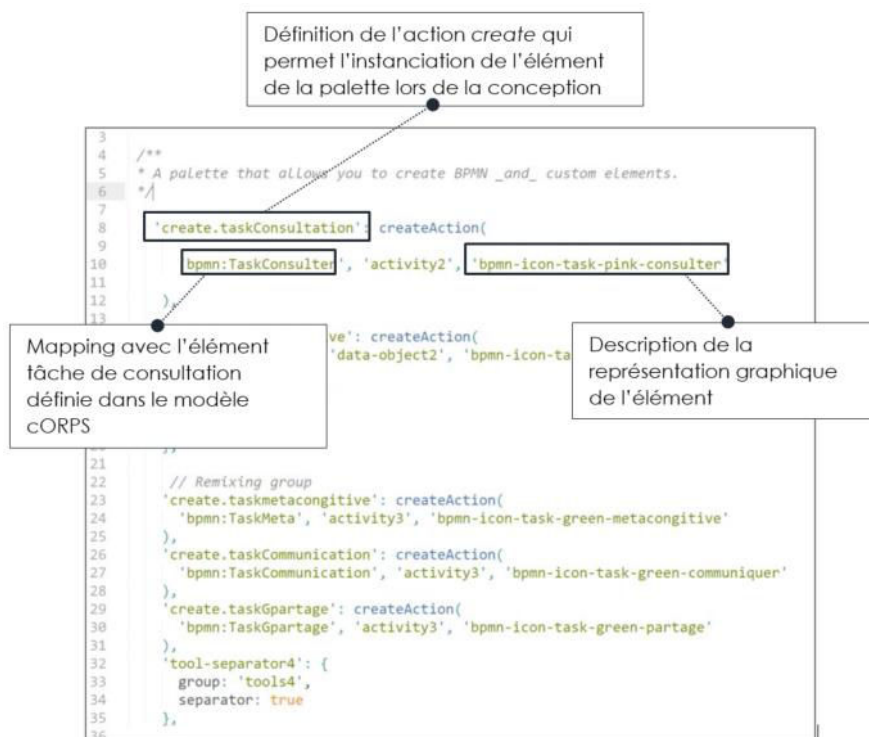 Définition de l'action create qui
permet l'instanciation de l'élément
de la palette lors de la conception
3
4 /**
5 * A palette that allows you to create BPMN _and_ custom elements.
6 */
7
8 'create.taskConsultation': createAction(
9
10 bpmn:TaskConsulter', 'activity2', 'bpmn-icon-task-pink-consulter'
11
12 ),
13
Mapping avec l'élément
tâche de consultation
définie dans le modèle
cORPS
ve': createAction(
'data-object2', 'bpmn-icon-ta
Description de la
représentation graphique
de l'élément
21
22 // Remixing group
23 'create.taskmetacongitive': createAction(
24 'bpmn:TaskMeta', 'activity3', 'bpmn-icon-task-green-metacongitive'
25 ),
26 'create.taskCommunication': createAction(
27 'bpmn:TaskCommunication', 'activity3', 'bpmn-icon-task-green-communiquer'
28 ),
29 'create.taskGpartage': createAction(
30 'bpmn:TaskGpartage', 'activity3', 'bpmn-icon-task-green-partage'
31 ),
32 'tool-separator4': {
33 group: 'tools4',
34 separator: true
35 },
36